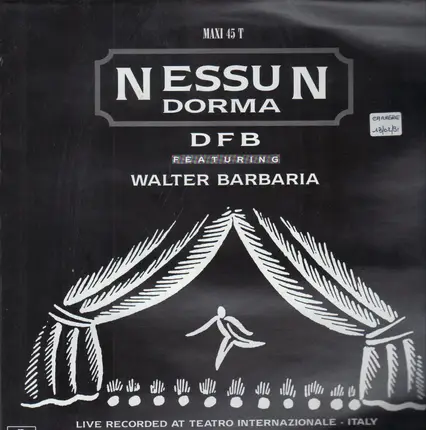 MAXI 45 T
NESSUN
DORMA
DFB
FEATURING
WALTER BARBARIA
LIVE RECORDED AT TEATRO INTERNAZIONALE - ITALY